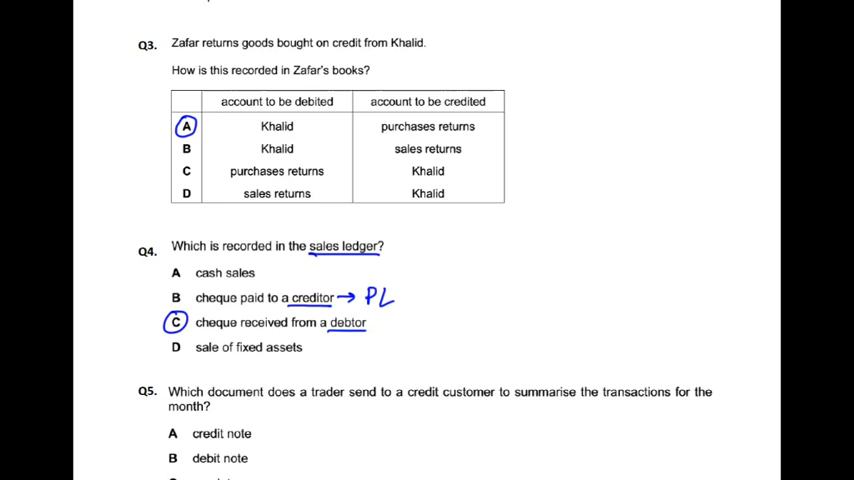 Q3. Zafar returns goods bought on credit from Khalid.
How is this recorded in Zafar's books?
account to be debited account to be credited
A Khalid purchases returns
B Khalid sales returns
C purchases returns Khalid
D sales returns Khalid
Q4. Which is recorded in the sales ledger?
A cash sales
B cheque paid to a creditor → PL
C cheque received from a debtor
D sale of fixed assets
Q5. Which document does a trader send to a credit customer to summarise the transactions for the
month?
A credit note
B debit note